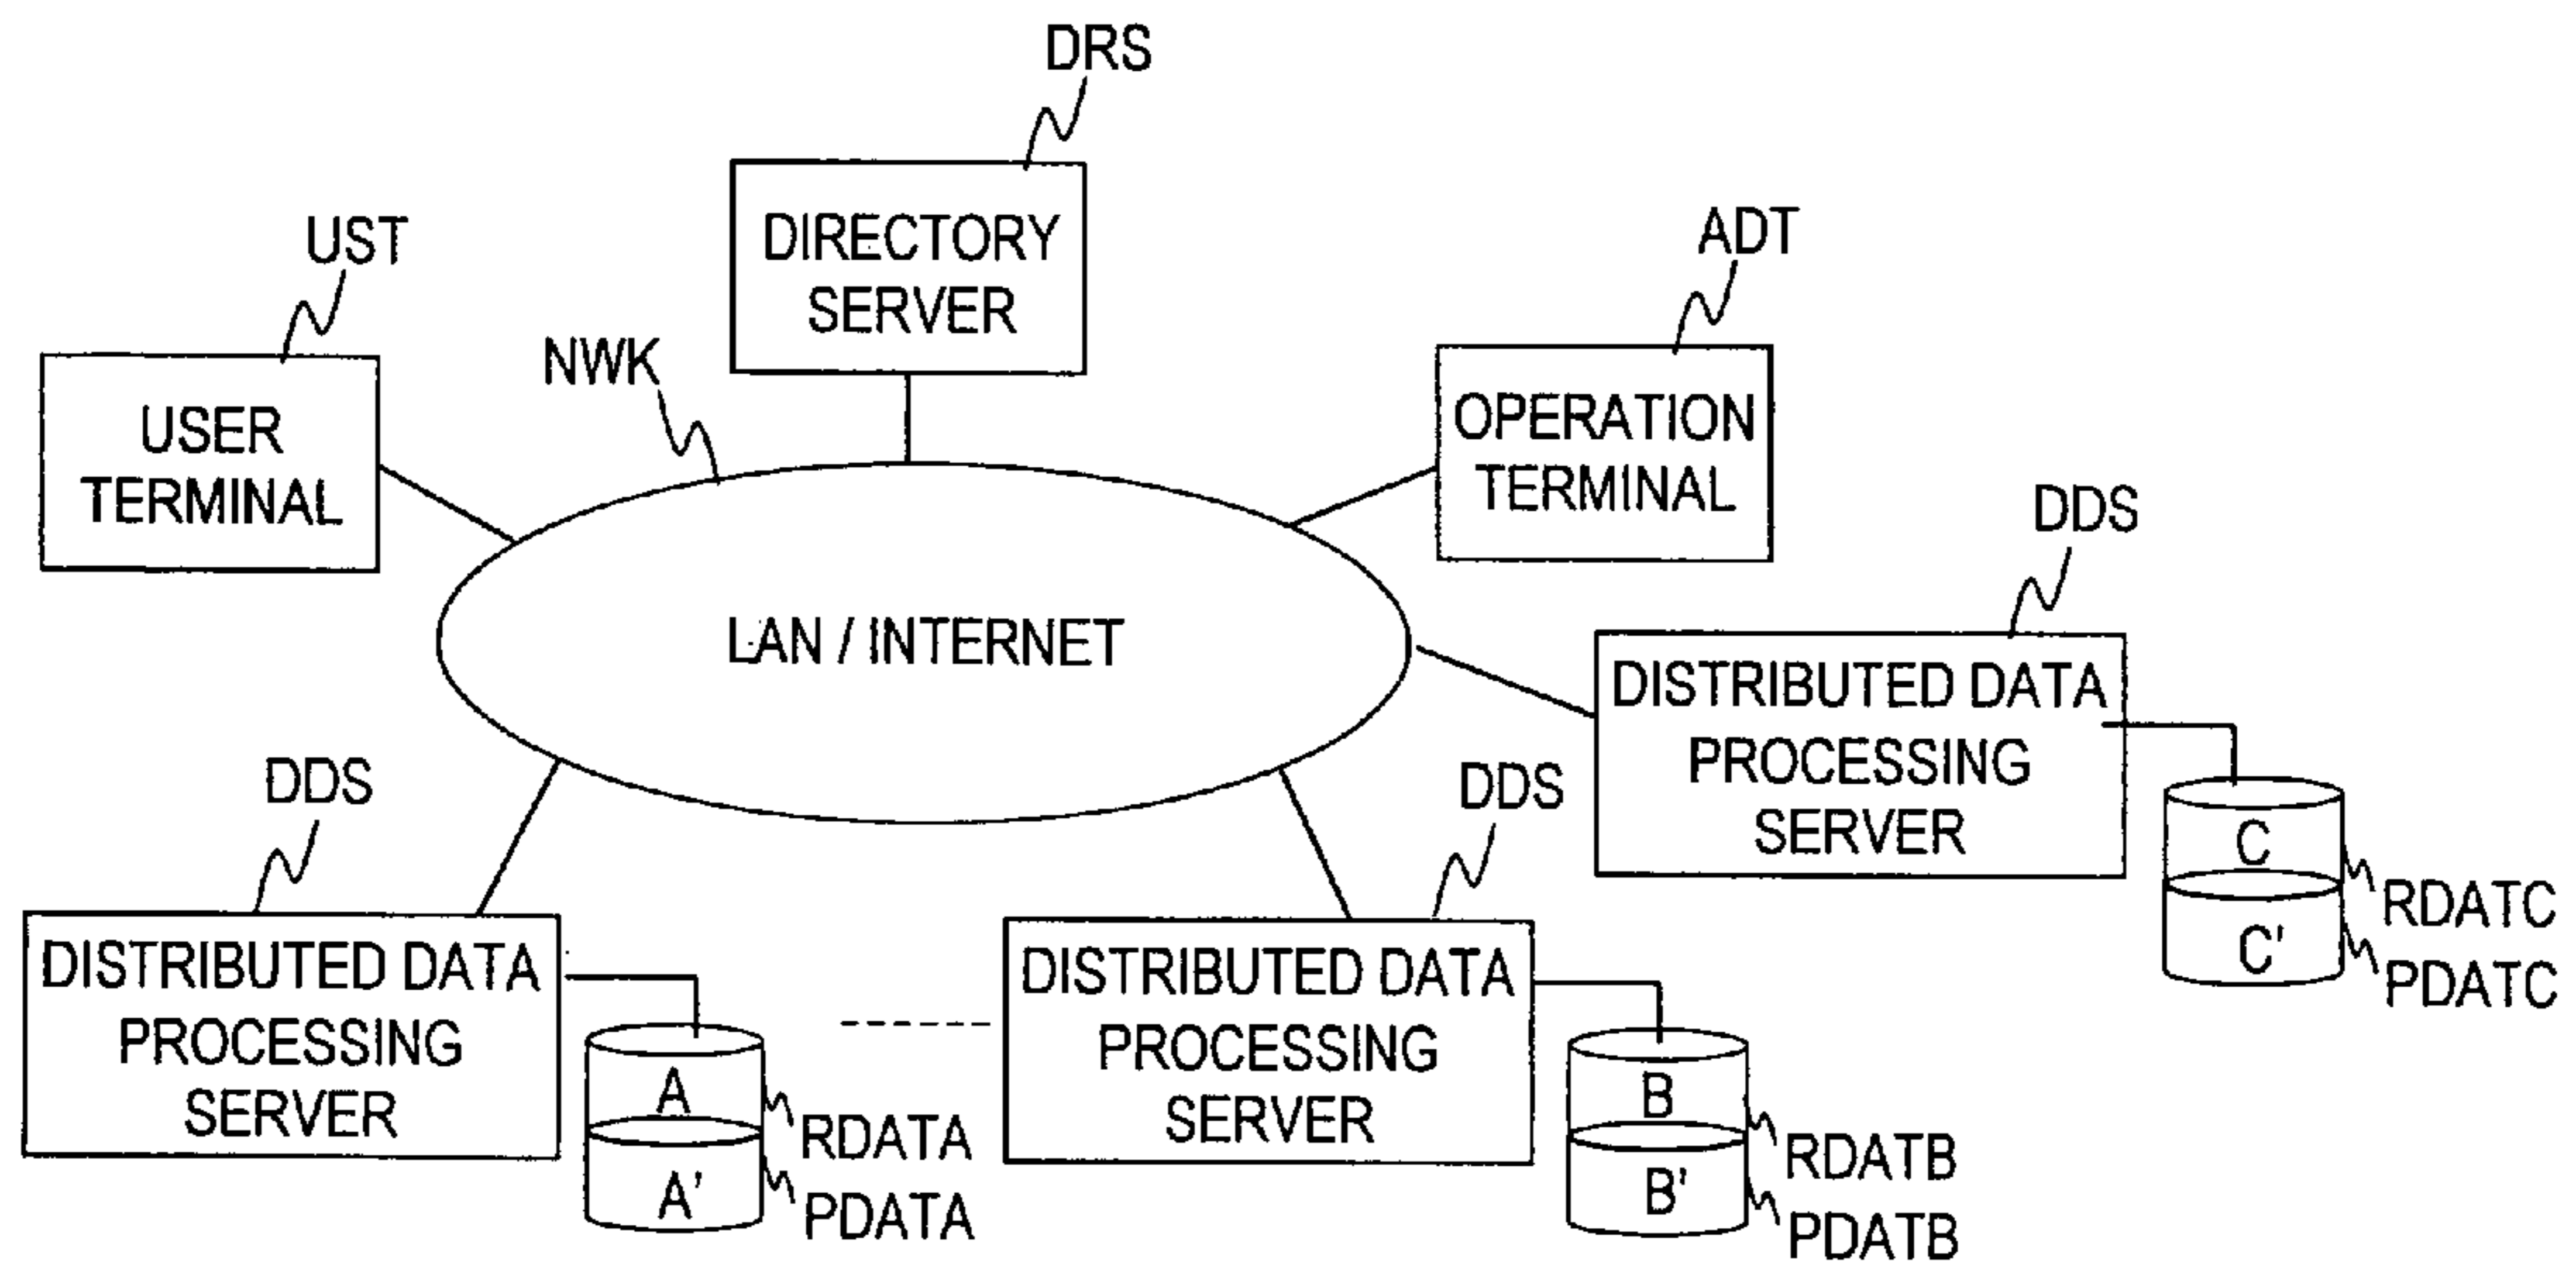 DRS
DIRECTORY
SERVER
UST
USER
TERMINAL
NWK
ADT
OPERATION
TERMINAL
LAN / INTERNET
DDS
DISTRIBUTED DATA
PROCESSING
SERVER
C
C'
RDATC
PDATC
DDS
DISTRIBUTED DATA
PROCESSING
SERVER
A
A'
RDATA
PDATA
DDS
DISTRIBUTED DATA
PROCESSING
SERVER
B
B'
RDATB
PDATB